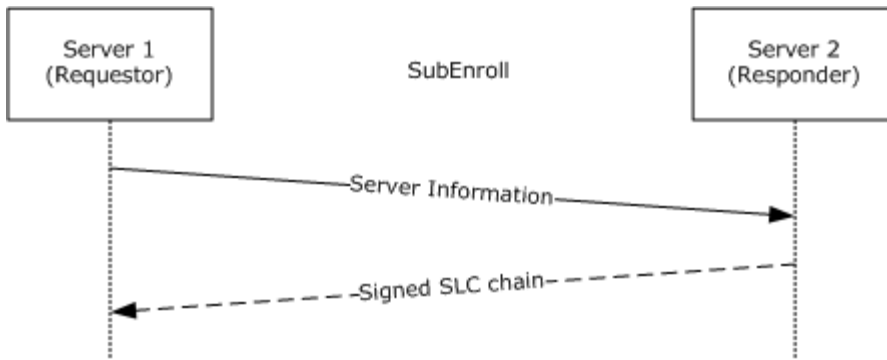 Server 1
(Requestor)
SubEnroll
Server 2
(Responder)
Server Information
Signed SLC chain